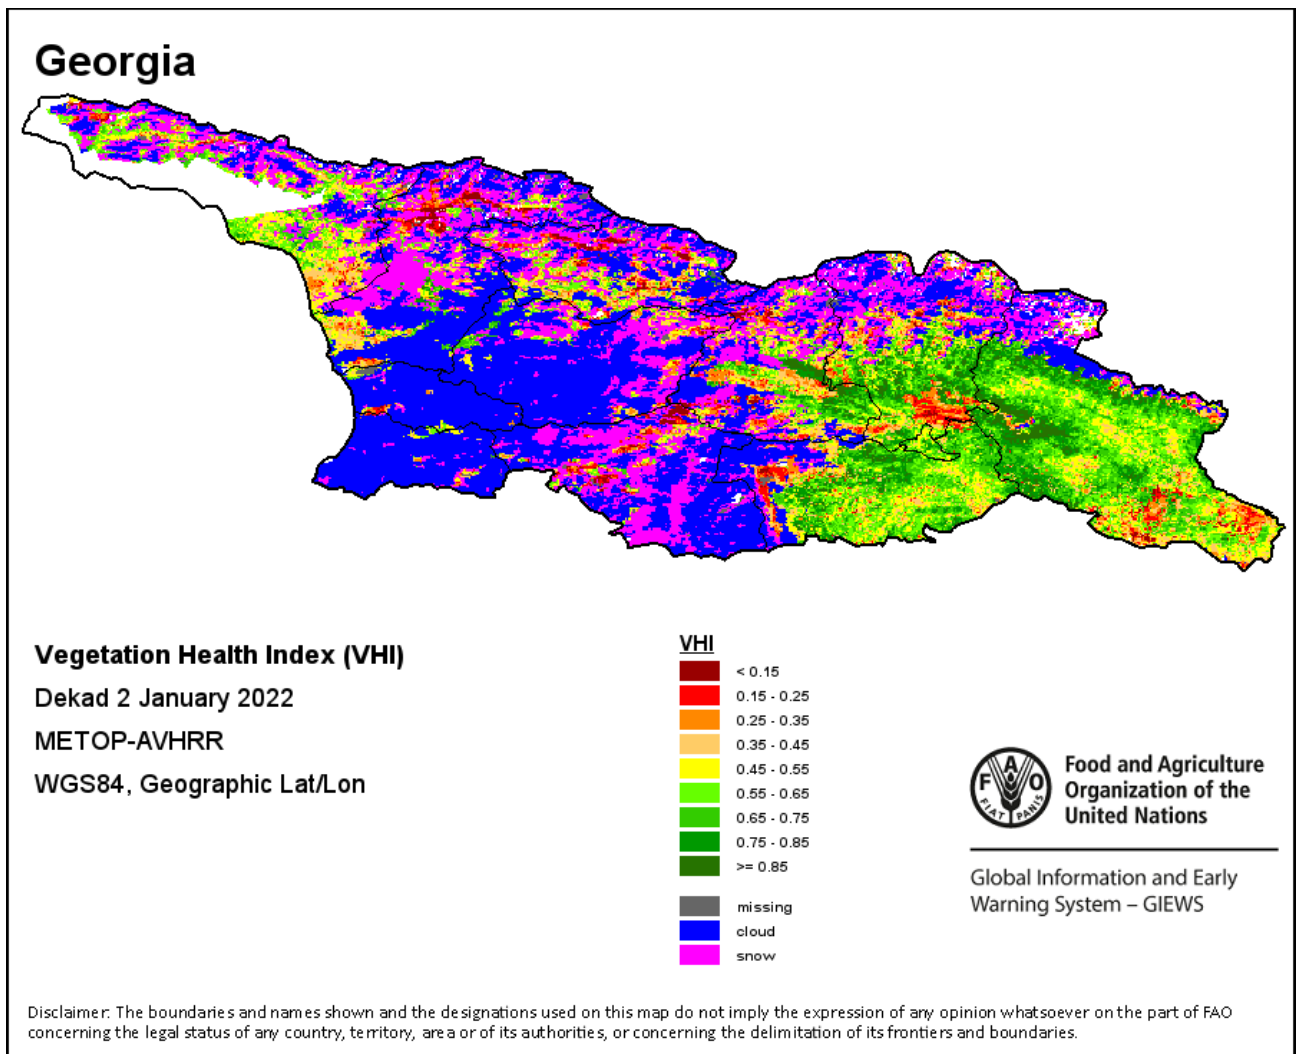 Georgia
Vegetation Health Index (VHI)
Dekad 2 January 2022
METOP-AVHRR
WGS84, Geographic Lat/Lon
VHI
< 0.15
0.15 - 0.25
0.25 - 0.35
0.35 - 0.45
0.45 - 0.55
0.55 - 0.65
0.65 - 0.75
0.75 - 0.85
>= 0.85
missing
cloud
snow
F A O
FIAT PANIS
Food and Agriculture
Organization of the
United Nations
Global Information and Early
Warning System – GIEWS
Disclaimer: The boundaries and names shown and the designations used on this map do not imply the expression of any opinion whatsoever on the part of FAO
concerning the legal status of any country, territory, area or of its authorities, or concerning the delimitation of its frontiers and boundaries.